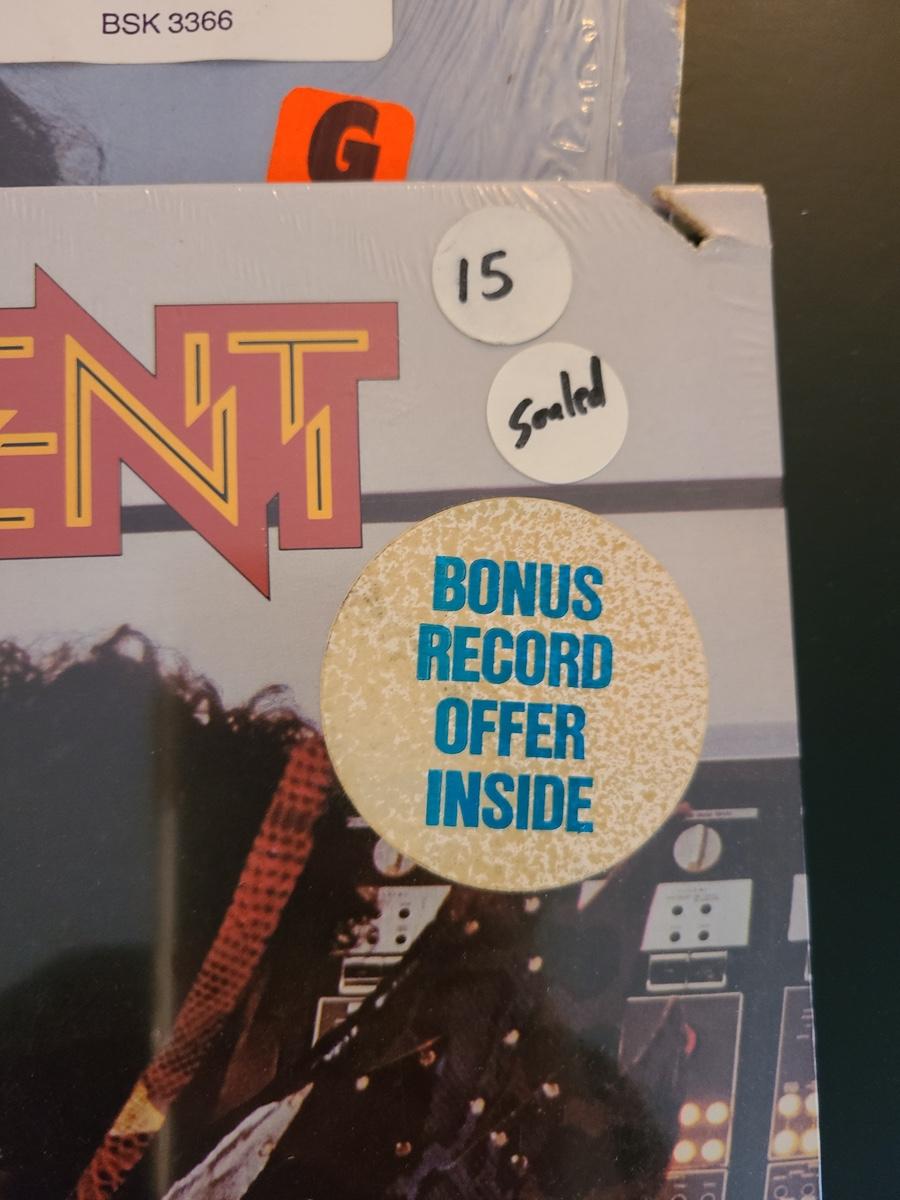 BSK 3366
G
15
ENT
Sealed
BONUS
RECORD
OFFER
INSIDE